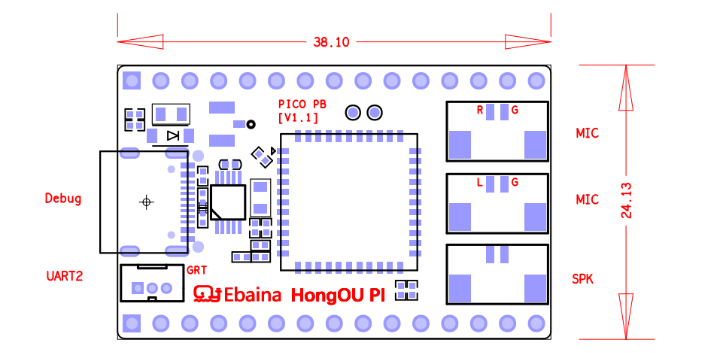 38.10
PICO PB
[V1.1]
R G
MIC
L G
MIC
24.13
Debug
UART2
GRT
SPK
Ebaina HongOU PI